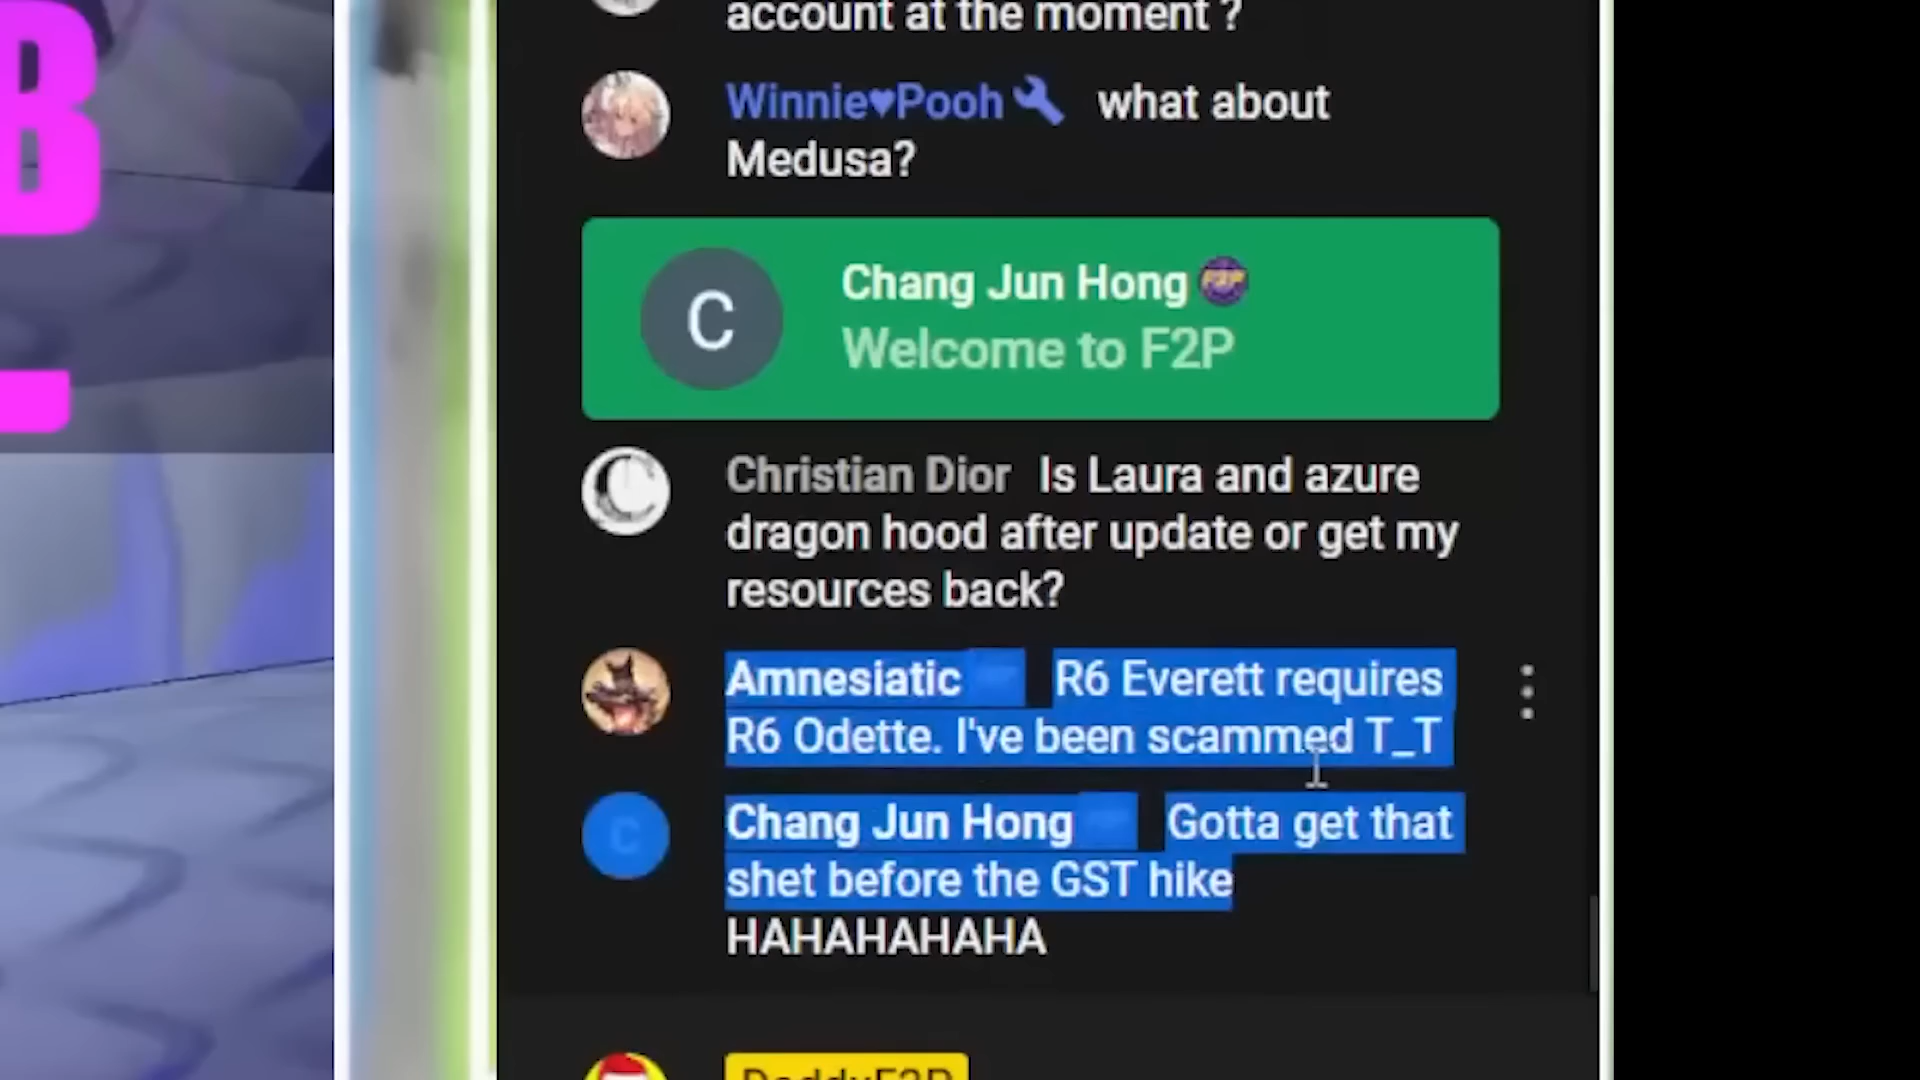 B
account at the moment ?
Winnie♥Pooh what about
Medusa?
C
Chang Jun Hong F2P
Welcome to F2P
Christian Dior Is Laura and azure
dragon hood after update or get my
resources back?
Amnesiatic R6 Everett requires
R6 Odette. I've been scammed T_T
C
Chang Jun Hong Gotta get that
shet before the GST hike
HAHAHAHAHA
DaddyF2P